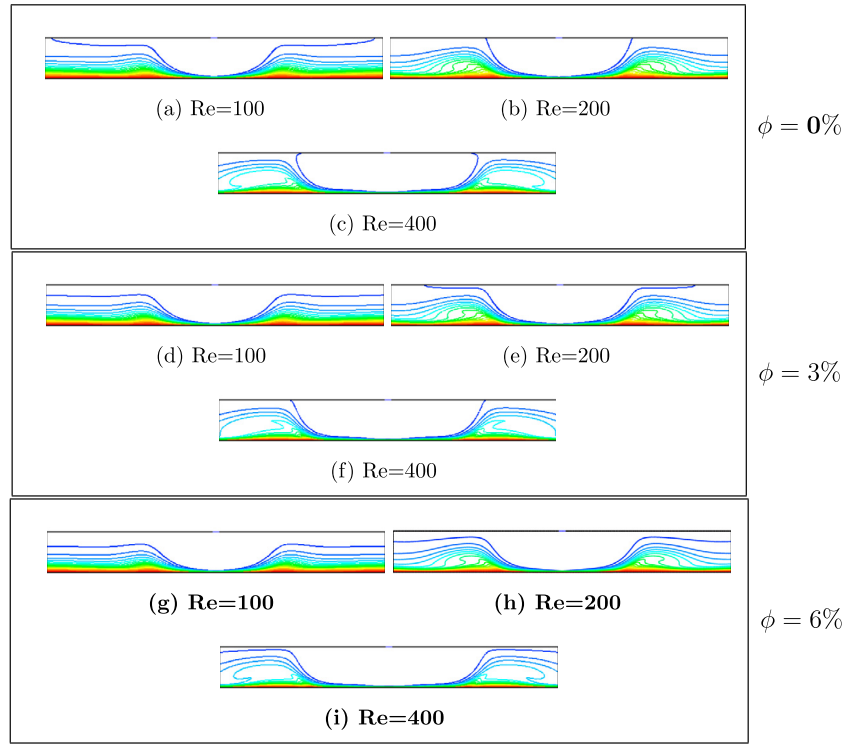 (a) Re=100
(b) Re=200
(c) Re=400
ϕ = 0%
(d) Re=100
(e) Re=200
(f) Re=400
ϕ = 3%
(g) Re=100
(h) Re=200
(i) Re=400
ϕ = 6%